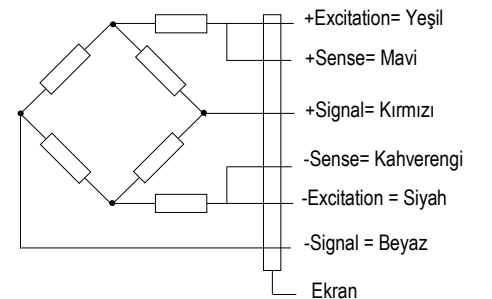 +Excitation= Yeşil
+Sense= Mavi
+Signal= Kırmızı
-Sense= Kahverengi
-Excitation = Siyah
-Signal = Beyaz
Ekran